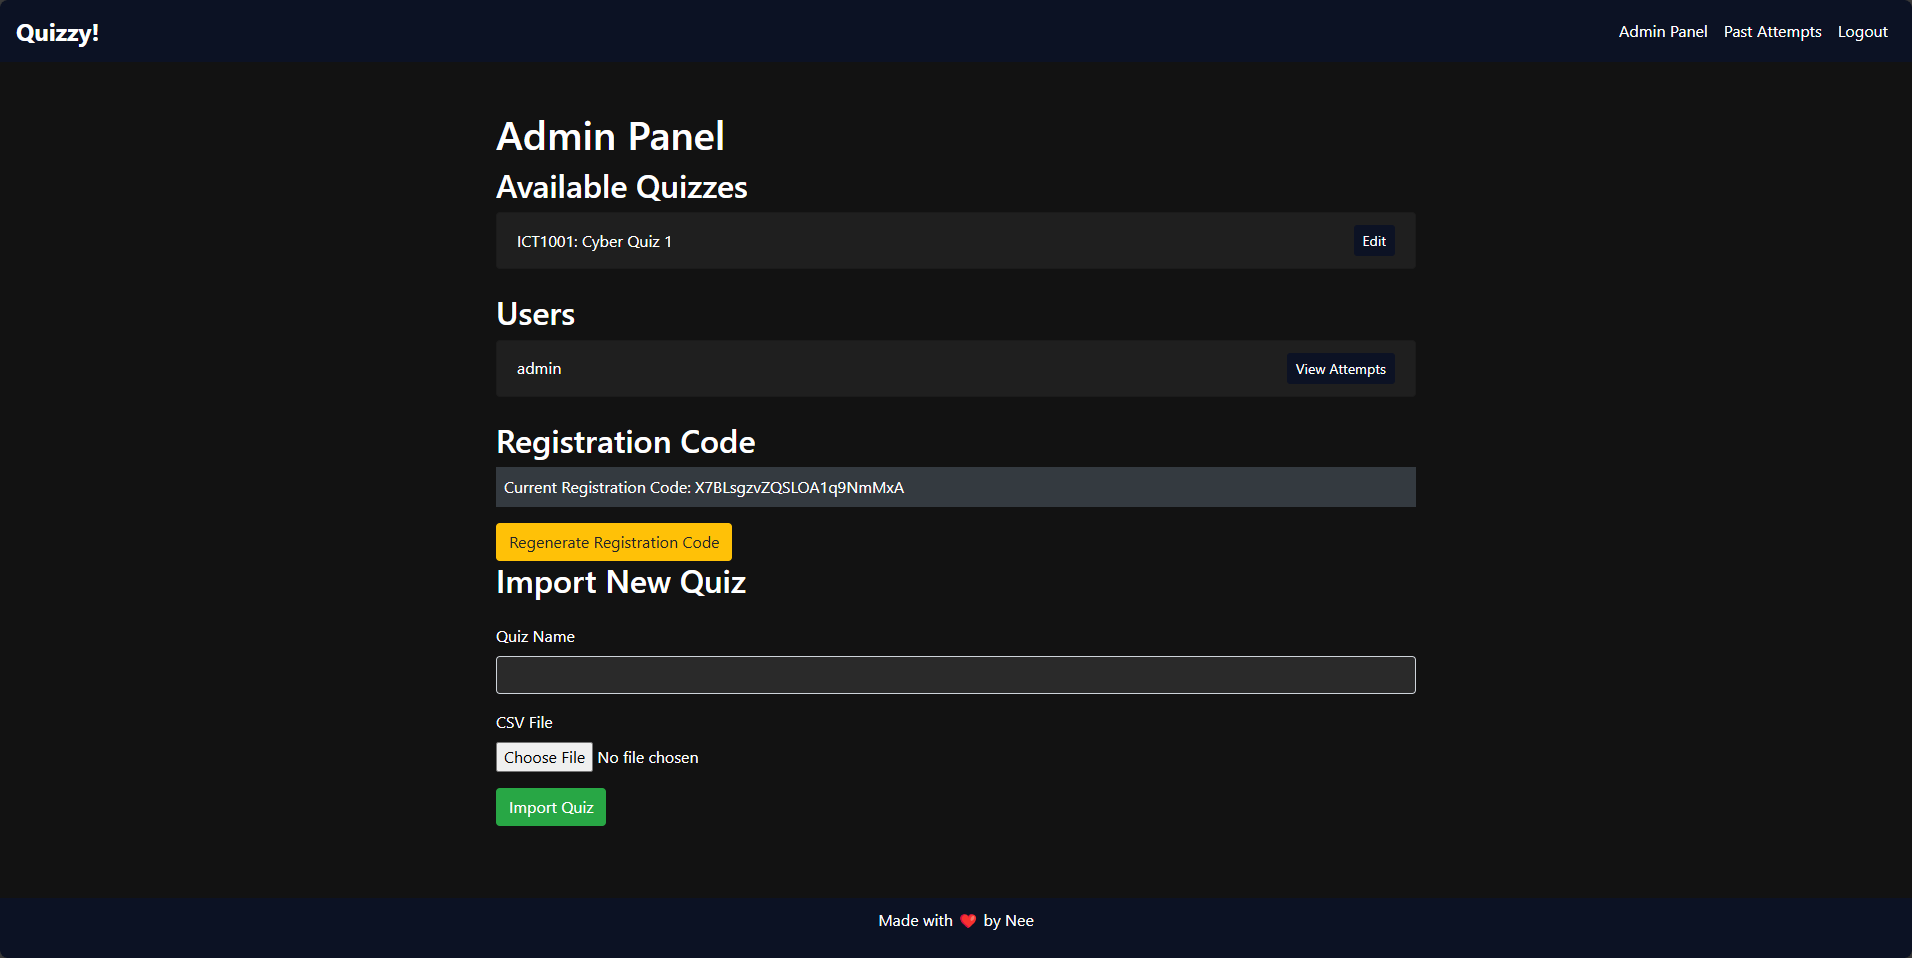 Quizzy!
Admin Panel Past Attempts Logout
Admin Panel
Available Quizzes
ICT1001: Cyber Quiz 1 Edit
Users
admin View Attempts
Registration Code
Current Registration Code: X7BLsgzvZQSLOA1q9NmMxA
Regenerate Registration Code
Import New Quiz
Quiz Name
CSV File
Choose File No file chosen
Import Quiz
Made with ❤️ by Nee